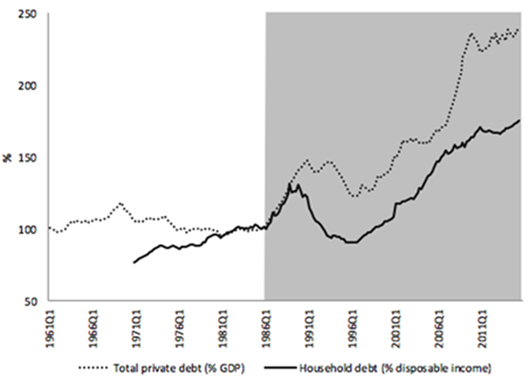 250
200
150
100
50
%
1961Q1
1966Q1
1971Q1
1976Q1
1981Q1
1986Q1
1991Q1
1996Q1
2001Q1
2006Q1
2011Q1
Total private debt (% GDP)
Household debt (% disposable income)